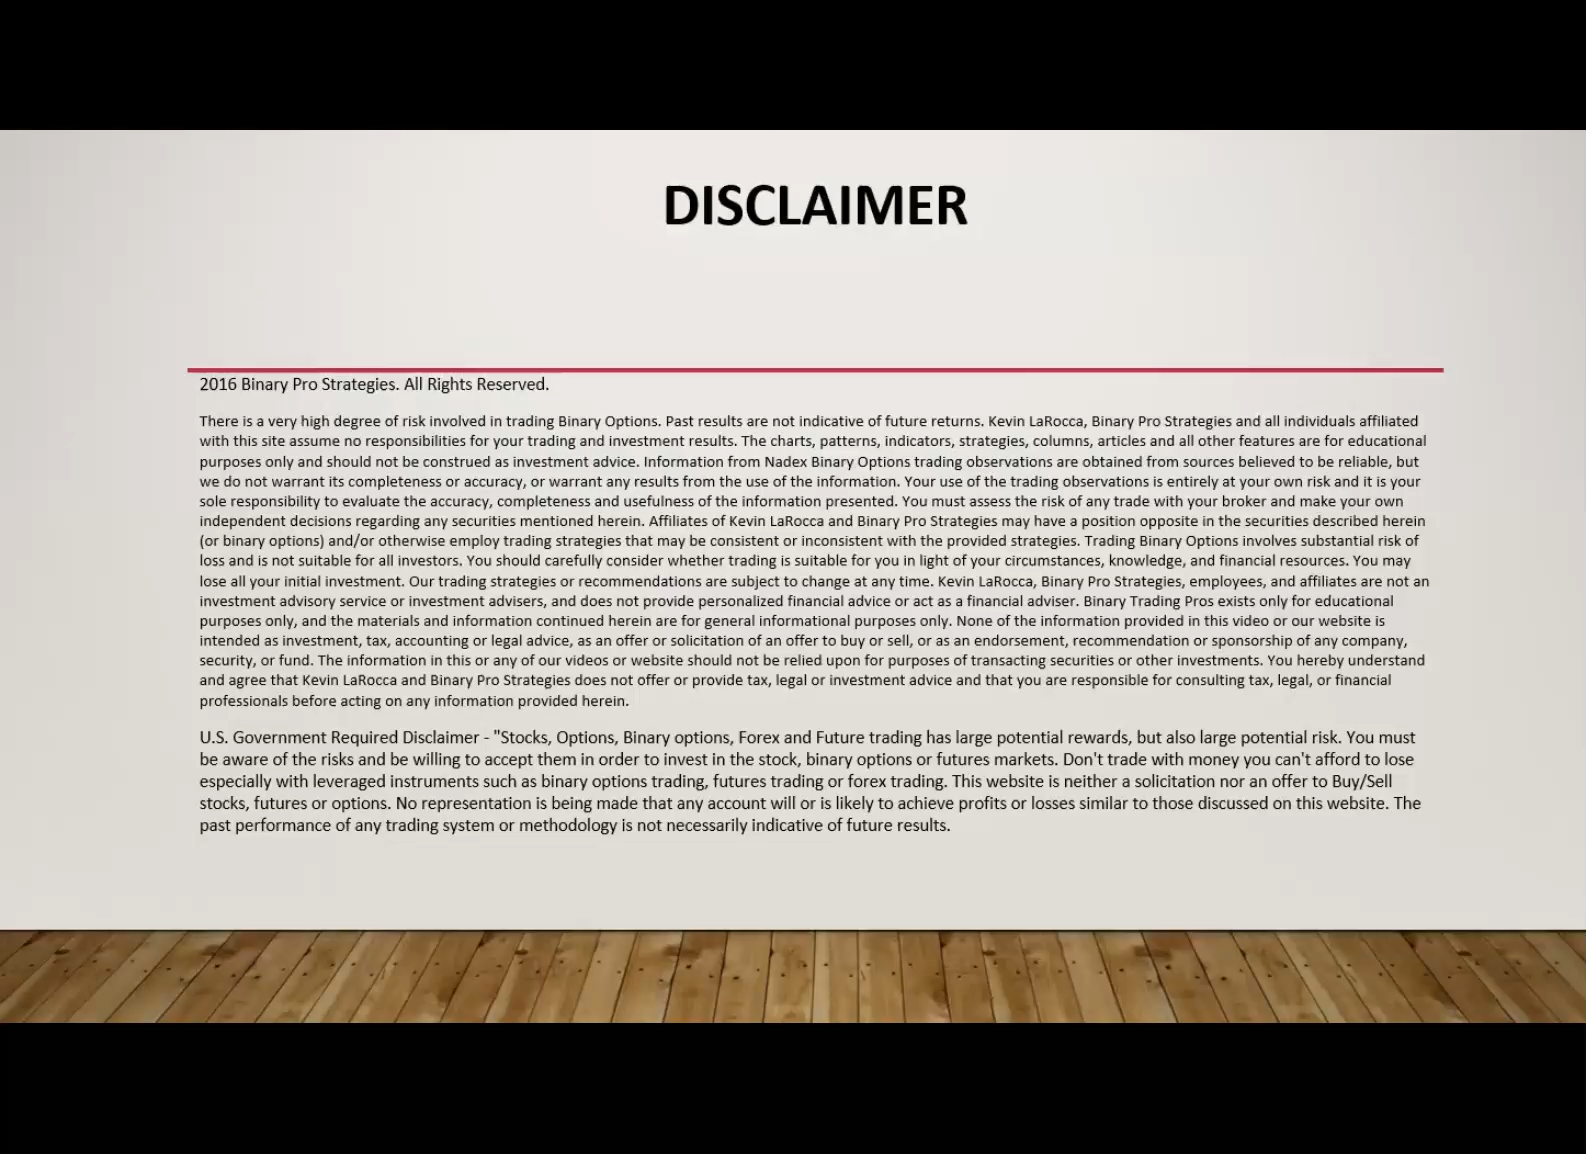 DISCLAIMER
2016 Binary Pro Strategies. All Rights Reserved.
There is a very high degree of risk involved in trading Binary Options. Past results are not indicative of future returns. Kevin LaRocca, Binary Pro Strategies and all individuals affiliated
with this site assume no responsibilities for your trading and investment results. The charts, patterns, indicators, strategies, columns, articles and all other features are for educational
purposes only and should not be construed as investment advice. Information from Nadex Binary Options trading observations are obtained from sources believed to be reliable, but
we do not warrant its completeness or accuracy, or warrant any results from the use of the information. Your use of the trading observations is entirely at your own risk and it is your
sole responsibility to evaluate the accuracy, completeness and usefulness of the information presented. You must assess the risk of any trade with your broker and make your own
independent decisions regarding any securities mentioned herein. Affiliates of Kevin LaRocca and Binary Pro Strategies may have a position opposite in the securities described herein
(or binary options) and/or otherwise employ trading strategies that may be consistent or inconsistent with the provided strategies. Trading Binary Options involves substantial risk of
loss and is not suitable for all investors. You should carefully consider whether trading is suitable for you in light of your circumstances, knowledge, and financial resources. You may
lose all your initial investment. Our trading strategies or recommendations are subject to change at any time. Kevin LaRocca, Binary Pro Strategies, employees, and affiliates are not an
investment advisory service or investment advisers, and does not provide personalized financial advice or act as a financial adviser. Binary Trading Pros exists only for educational
purposes only, and the materials and information continued herein are for general informational purposes only. None of the information provided in this video or our website is
intended as investment, tax, accounting or legal advice, as an offer or solicitation of an offer to buy or sell, or as an endorsement, recommendation or sponsorship of any company,
security, or fund. The information in this or any of our videos or website should not be relied upon for purposes of transacting securities or other investments. You hereby understand
and agree that Kevin LaRocca and Binary Pro Strategies does not offer or provide tax, legal or investment advice and that you are responsible for consulting tax, legal, or financial
professionals before acting on any information provided herein.
U.S. Government Required Disclaimer - "Stocks, Options, Binary options, Forex and Future trading has large potential rewards, but also large potential risk. You must
be aware of the risks and be willing to accept them in order to invest in the stock, binary options or futures markets. Don't trade with money you can't afford to lose
especially with leveraged instruments such as binary options trading, futures trading or forex trading. This website is neither a solicitation nor an offer to Buy/Sell
stocks, futures or options. No representation is being made that any account will or is likely to achieve profits or losses similar to those discussed on this website. The
past performance of any trading system or methodology is not necessarily indicative of future results.